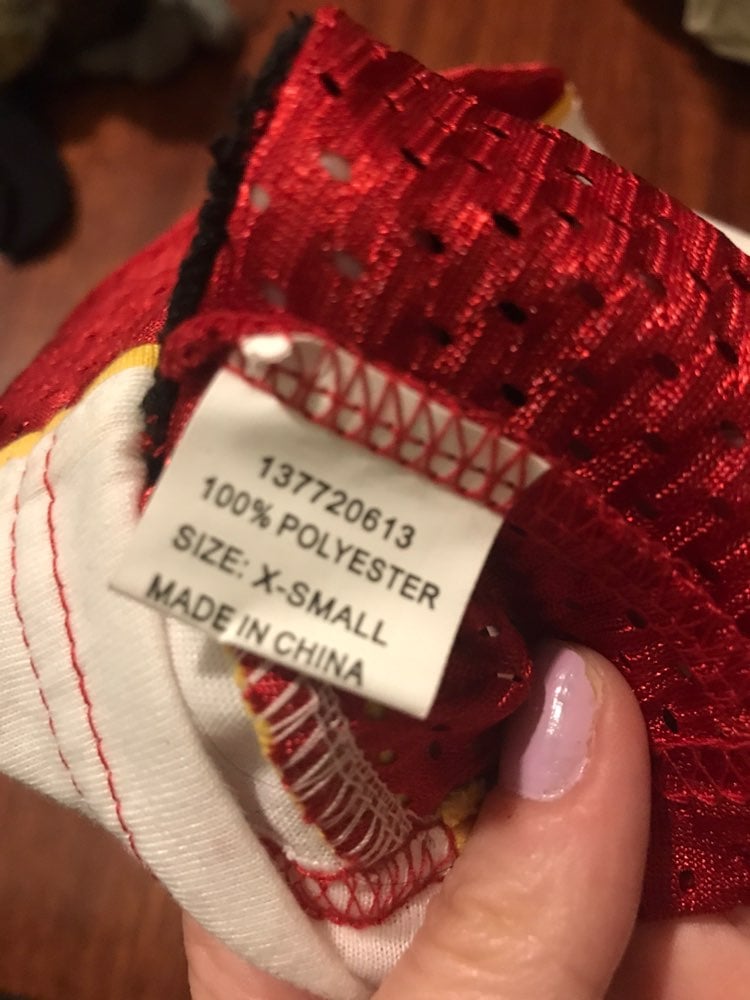 137720613
100% POLYESTER
SIZE: X-SMALL
MADE IN CHINA